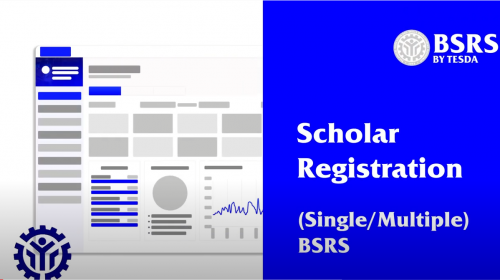 BSRS
BY TESDA
Scholar
Registration
(Single/Multiple)
BSRS